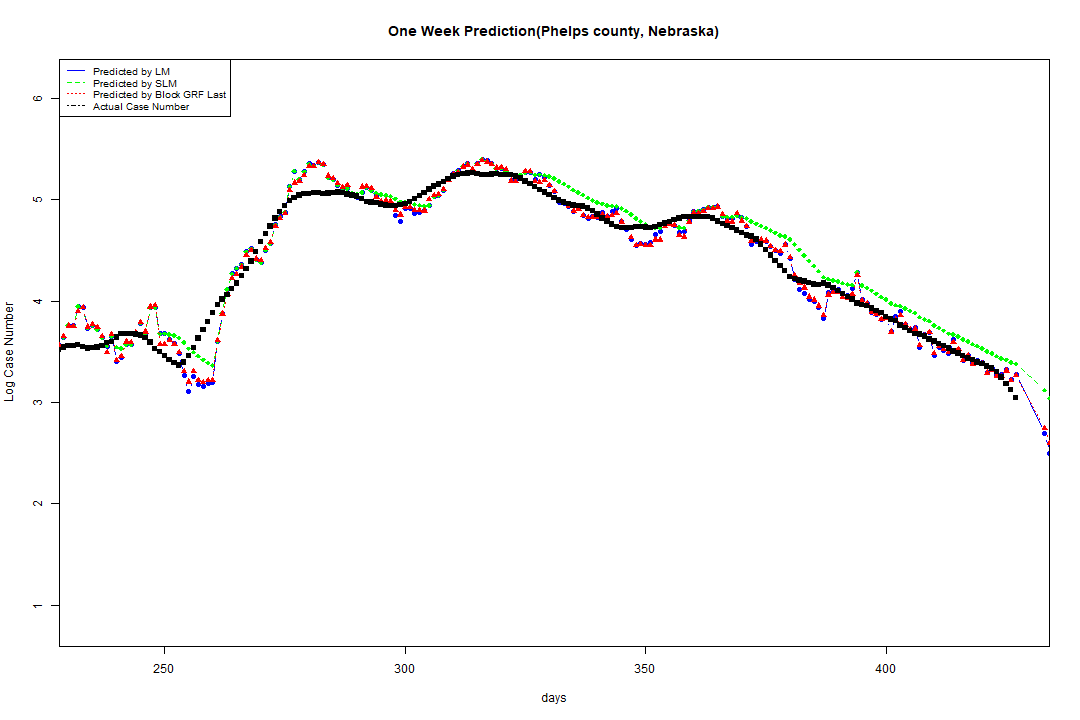 One Week Prediction(Phelps county, Nebraska)
Predicted by LM
Predicted by SLM
Predicted by Block GRF Last
Actual Case Number
6
5
4
3
2
1
Log Case Number
250 300 350 400
days